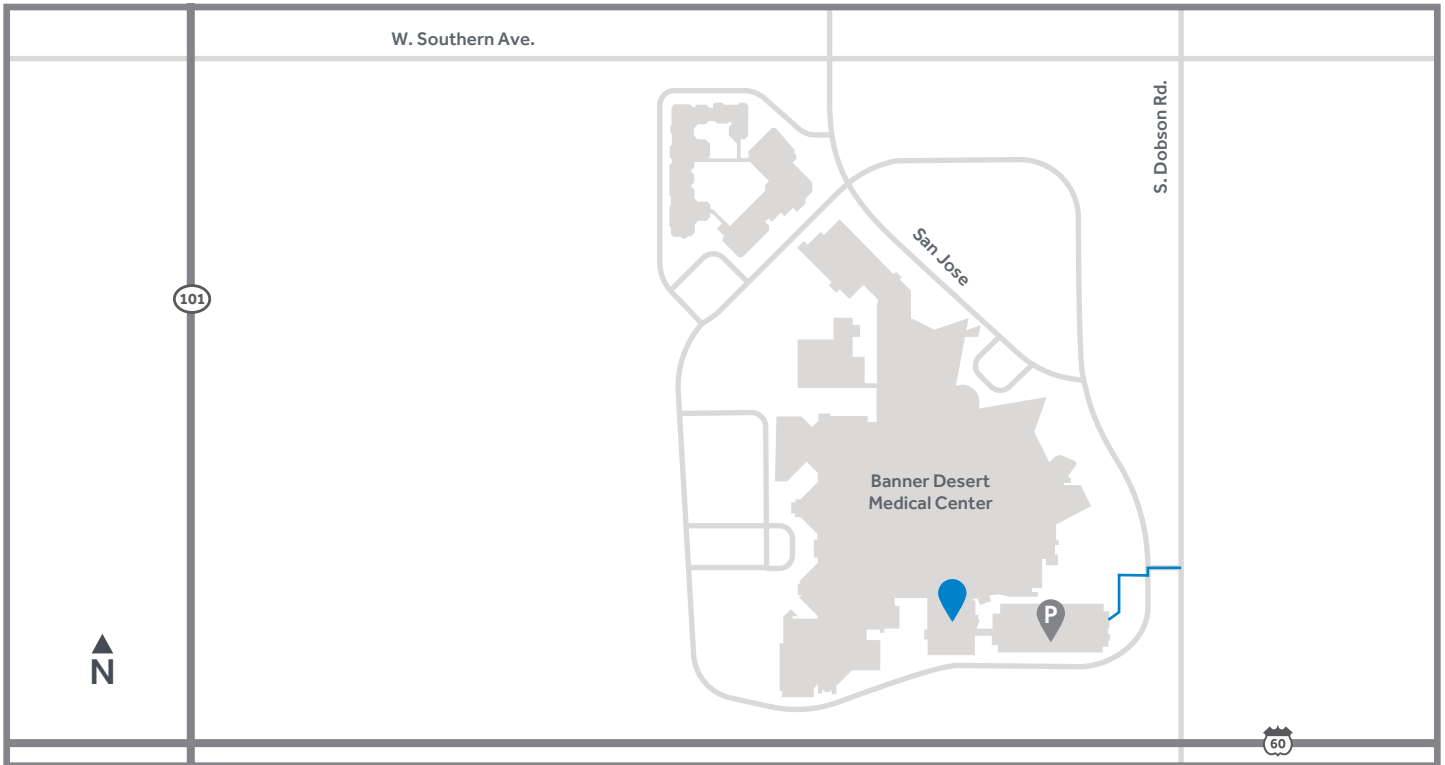 W. Southern Ave.
S. Dobson Rd.
San Jose
101
Banner Desert
Medical Center
P
N
60